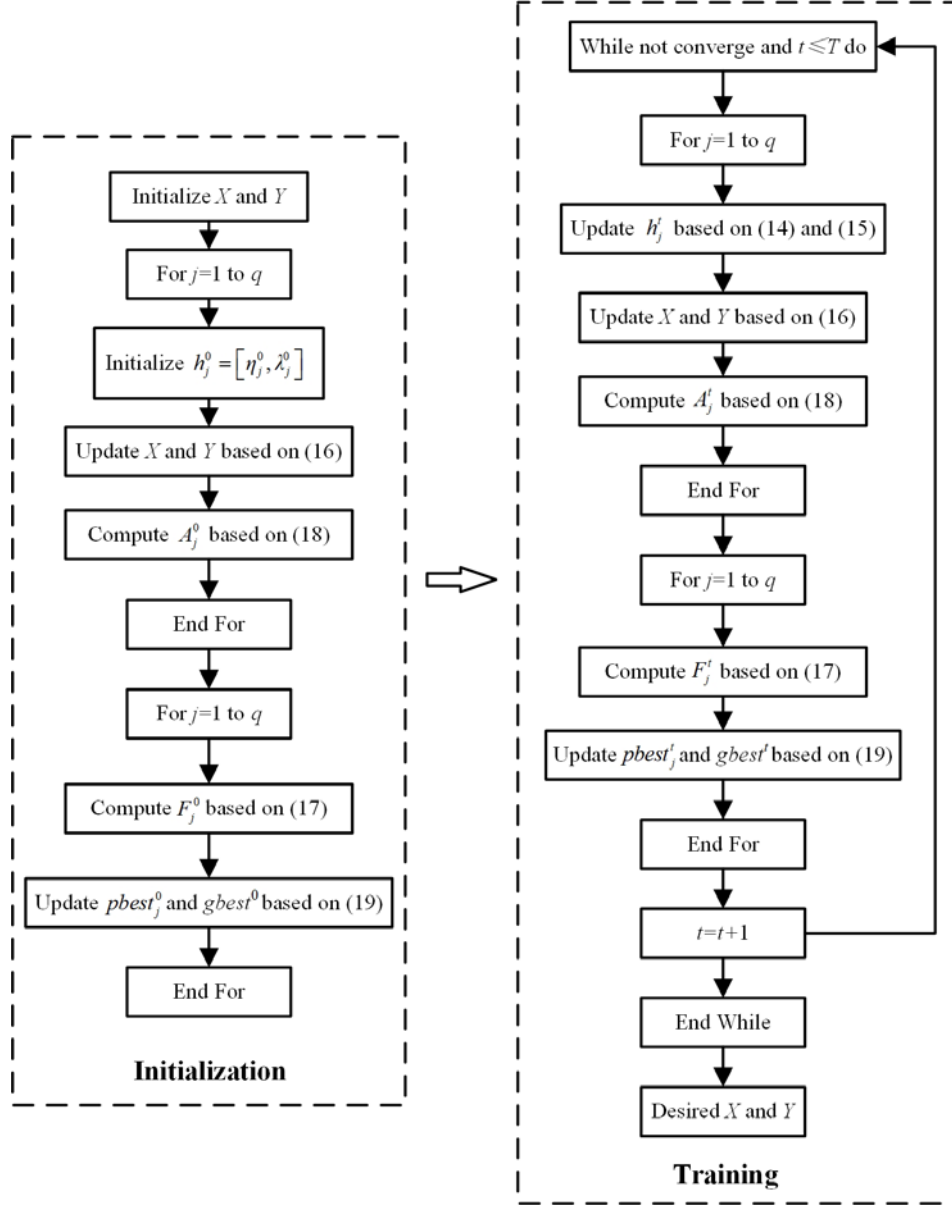 Initialize X and Y
For j=1 to q
Initialize h_j^0 = [η_j^0, λ_j^0]
Update X and Y based on (16)
Compute A_j^0 based on (18)
End For
For j=1 to q
Compute F_j^0 based on (17)
Update pbest_j^0 and gbest^0 based on (19)
End For
Initialization
While not converge and t⩽T do
For j=1 to q
Update h_j^t based on (14) and (15)
Update X and Y based on (16)
Compute A_j^t based on (18)
End For
For j=1 to q
Compute F_j^t based on (17)
Update pbest_j^t and gbest^t based on (19)
End For
t=t+1
End While
Desired X and Y
Training